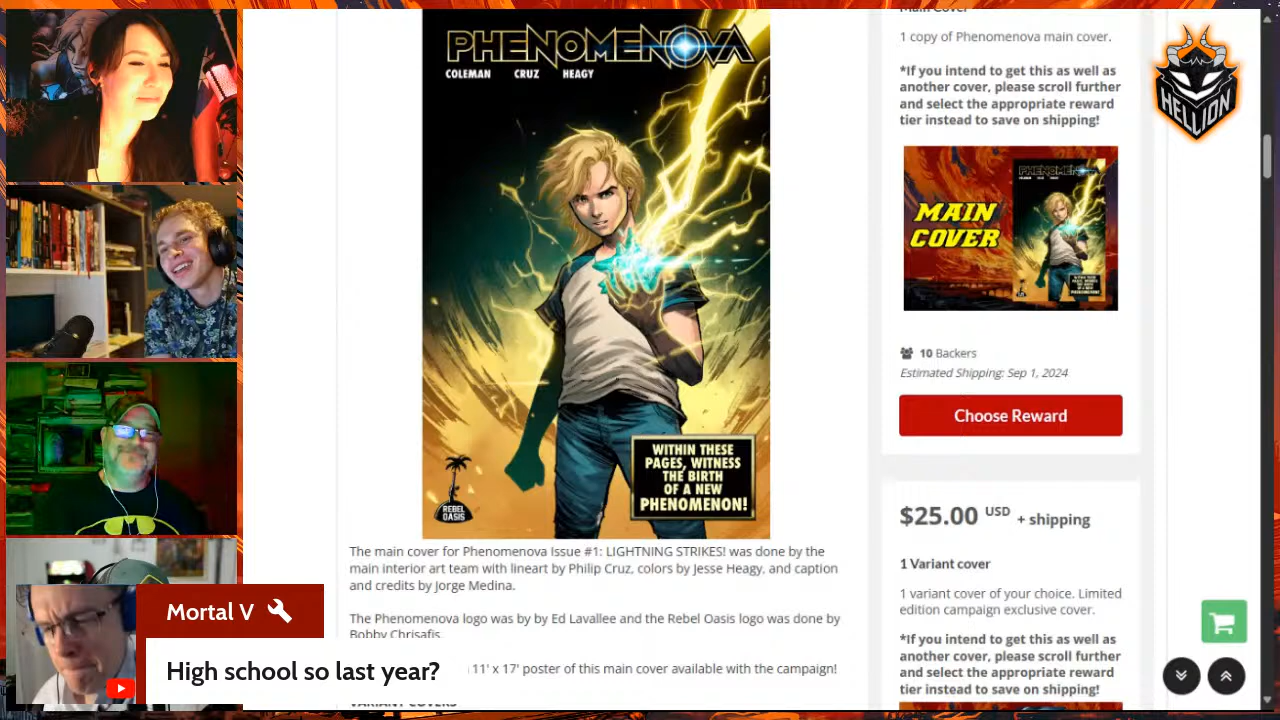 PHENOMENOVA
COLEMAN CRUZ HEAGY
WITHIN THESE
PAGES, WITNESS
THE BIRTH
OF A NEW
PHENOMENON!
REBEL
OASIS
The main cover for Phenomenova Issue #1: LIGHTNING STRIKES! was done by the
main interior art team with lineart by Philip Cruz, colors by Jesse Heagy, and caption
and credits by Jorge Medina.
The Phenomenova logo was by by Ed Lavallee and the Rebel Oasis logo was done by
Bobby Chrisafis.
11' x 17' poster of this main cover available with the campaign!
VARIANT COVERS
Main Cover
1 copy of Phenomenova main cover.
*If you intend to get this as well as
another cover, please scroll further
and select the appropriate reward
tier instead to save on shipping!
PHENOMENOVA
MAIN
COVER
10 Backers
Estimated Shipping: Sep 1, 2024
Choose Reward
$25.00 USD + shipping
1 Variant cover
1 variant cover of your choice. Limited
edition campaign exclusive cover.
*If you intend to get this as well as
another cover, please scroll further
and select the appropriate reward
tier instead to save on shipping!
HELLION
Mortal V
High school so last year?